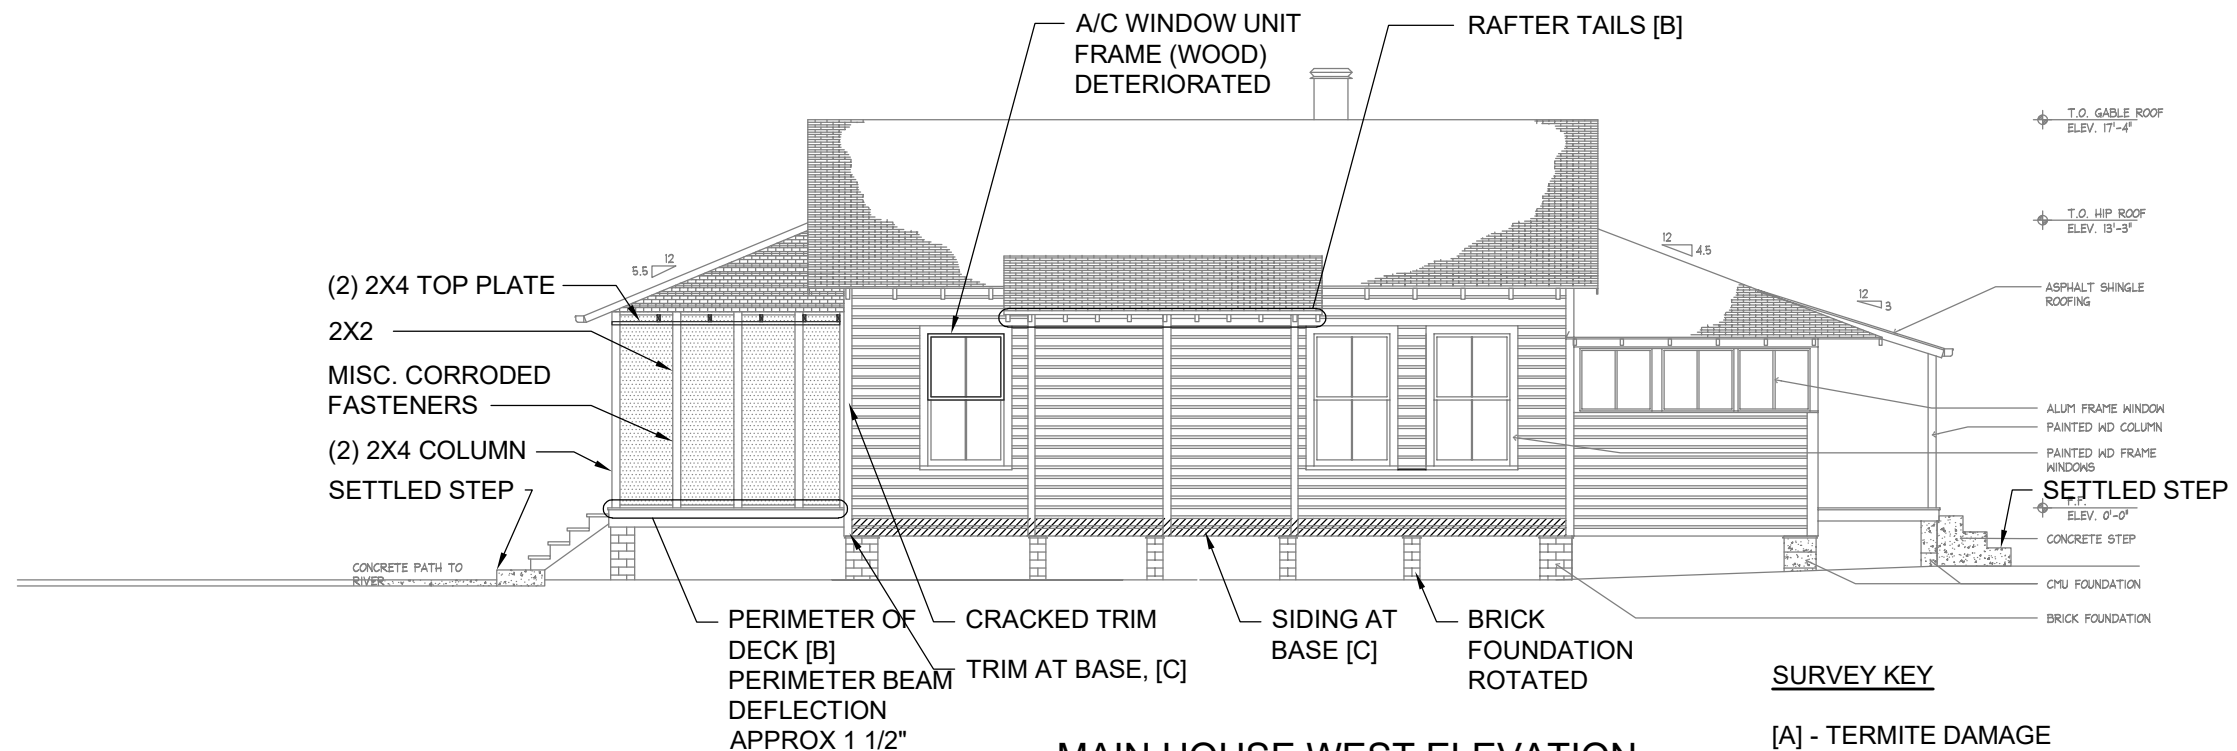 A/C WINDOW UNIT
FRAME (WOOD)
DETERIORATED
RAFTER TAILS [B]
T.O. GABLE ROOF
ELEV. 17'-4"
T.O. HIP ROOF
ELEV. 13'-3"
12
5.5
12
4.5
12
3
(2) 2X4 TOP PLATE
2X2
MISC. CORRODED
FASTENERS
(2) 2X4 COLUMN
SETTLED STEP
CONCRETE PATH TO
RIVER
ASPHALT SHINGLE
ROOFING
ALUM FRAME WINDOW
PAINTED WD COLUMN
PAINTED WD FRAME
WINDOWS
SETTLED STEP
F.F.
ELEV. 0'-0"
CONCRETE STEP
CMU FOUNDATION
BRICK FOUNDATION
PERIMETER OF
DECK [B]
PERIMETER BEAM
DEFLECTION
APPROX 1 1/2"
CRACKED TRIM
TRIM AT BASE, [C]
SIDING AT
BASE [C]
BRICK
FOUNDATION
ROTATED
SURVEY KEY
[A] - TERMITE DAMAGE
MAIN HOUSE WEST ELEVATION